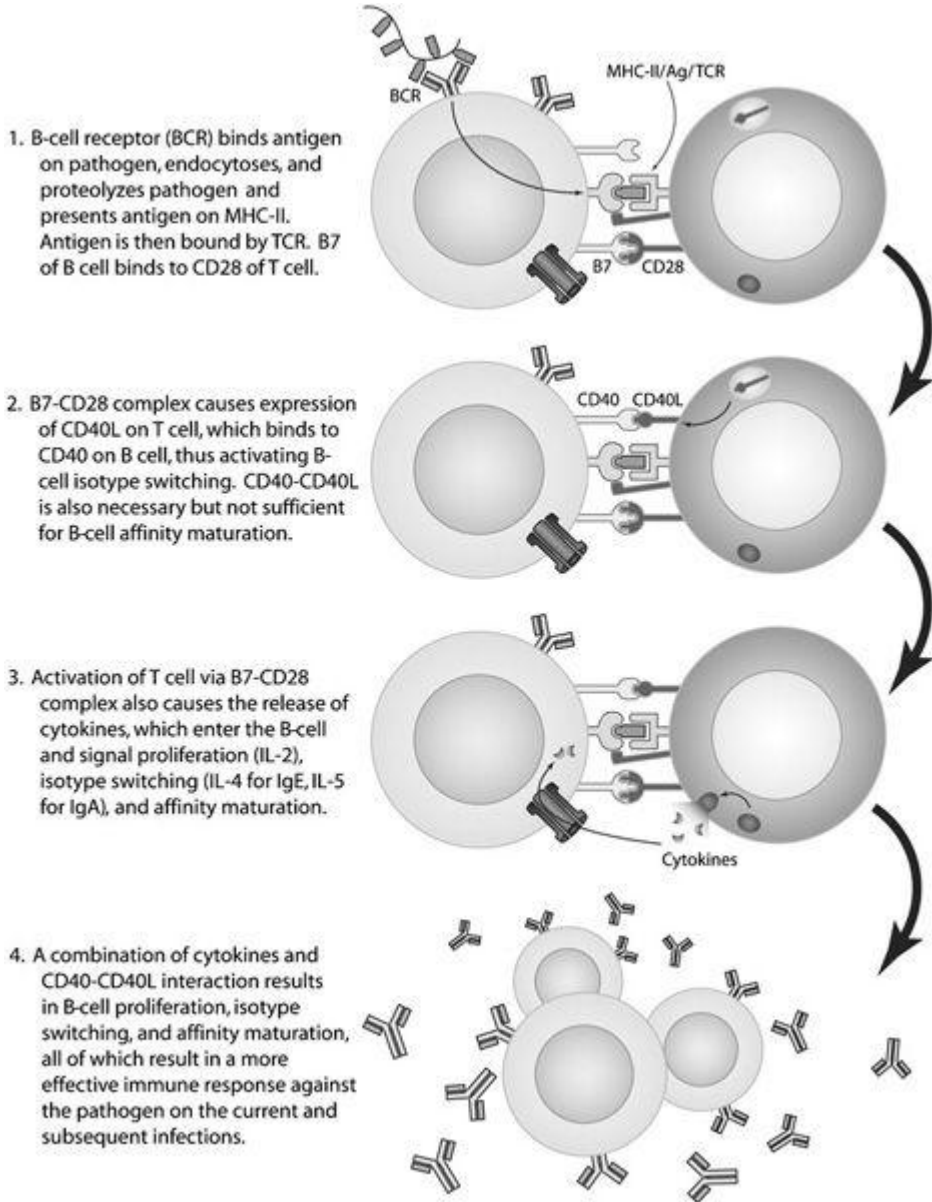 BCR
MHC-II/Ag/TCR
1. B-cell receptor (BCR) binds antigen
on pathogen, endocytoses, and
proteolyzes pathogen and
presents antigen on MHC-II.
Antigen is then bound by TCR. B7
of B cell binds to CD28 of T cell.
B7
CD28
2. B7-CD28 complex causes expression
of CD40L on T cell, which binds to
CD40 on B cell, thus activating B-
cell isotype switching. CD40-CD40L
is also necessary but not sufficient
for B-cell affinity maturation.
CD40
CD40L
3. Activation of T cell via B7-CD28
complex also causes the release of
cytokines, which enter the B-cell
and signal proliferation (IL-2),
isotype switching (IL-4 for IgE, IL-5
for IgA), and affinity maturation.
Cytokines
4. A combination of cytokines and
CD40-CD40L interaction results
in B-cell proliferation, isotype
switching, and affinity maturation,
all of which result in a more
effective immune response against
the pathogen on the current and
subsequent infections.